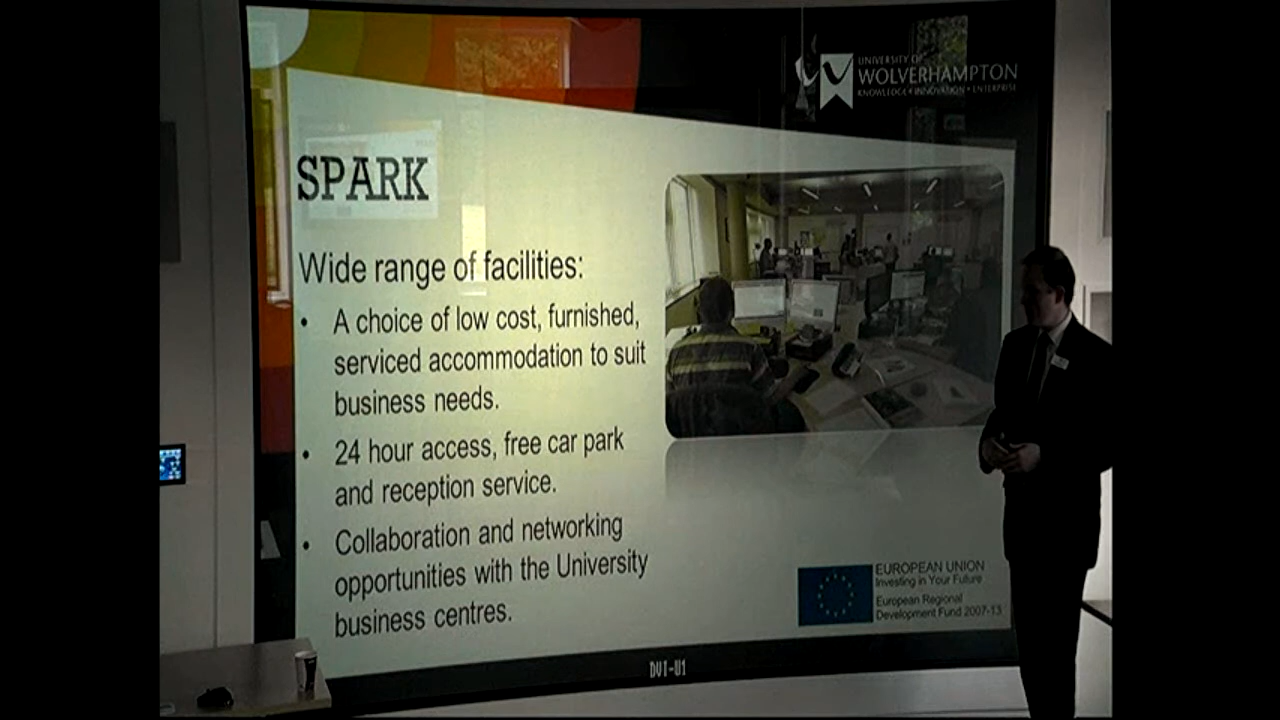 UNIVERSITY OF
WOLVERHAMPTON
KNOWLEDGE • INNOVATION • ENTERPRISE
SPARK
Wide range of facilities:
• A choice of low cost, furnished,
serviced accommodation to suit
business needs.
• 24 hour access, free car park
and reception service.
• Collaboration and networking
opportunities with the University
business centres.
EUROPEAN UNION
Investing in Your Future
European Regional
Development Fund 2007-13
DVI-U1